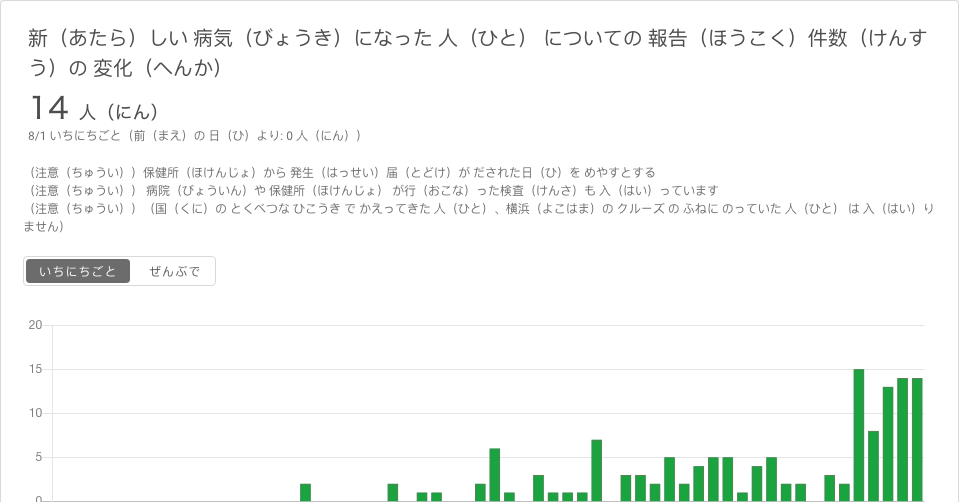 新（あたら）しい 病気（びょうき）になった 人（ひと） についての 報告（ほうこく）件数（けんす
う）の 変化（へんか）
14 人（にん）
8/1 いちにちごと（前（まえ）の 日（ひ）より: 0 人（にん））
（注意（ちゅうい））保健所（ほけんじょ）から 発生（はっせい）届（とどけ）が だされた日（ひ）を めやすとする
（注意（ちゅうい）） 病院（びょういん）や 保健所（ほけんじょ） が行（おこな）った検査（けんさ）も 入（はい）っています
（注意（ちゅうい））（国（くに）の とくべつな ひこうき で かえってきた 人（ひと）、横浜（よこはま）の クルーズ の ふねに のっていた 人（ひと） は 入（はい）り
ません）
いちにちごと ぜんぶで
20
15
10
5
0